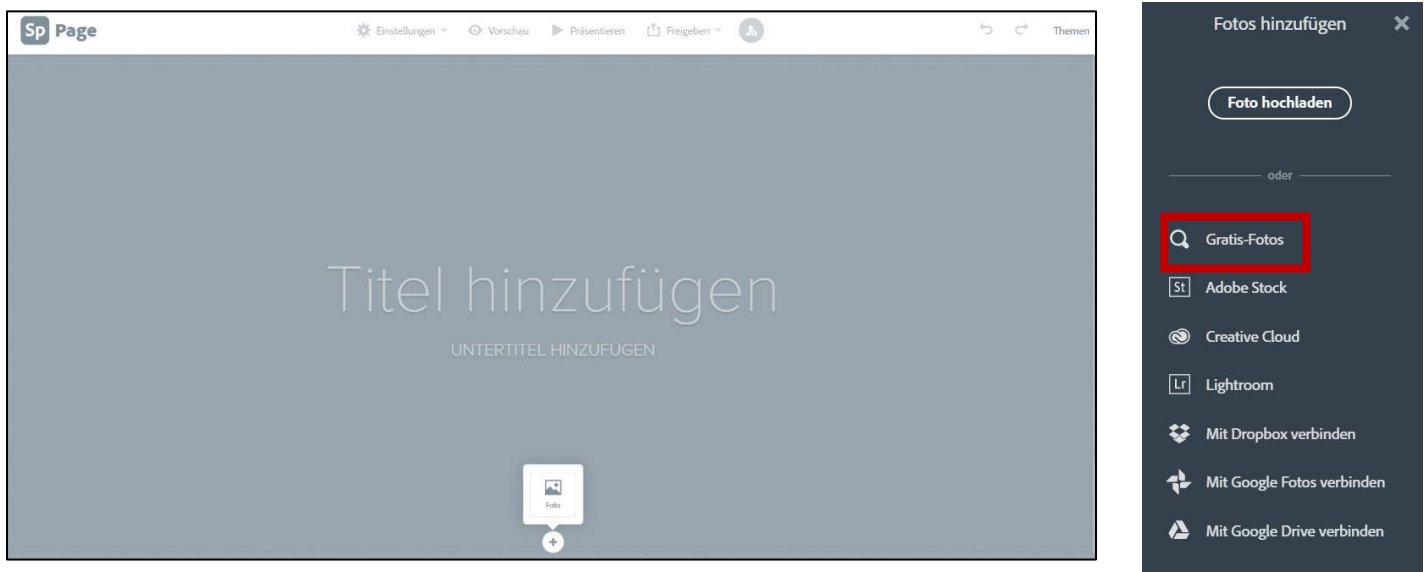 Sp Page
Einstellungen Vorschau Präsentieren Freigeben Themen
Titel hinzufügen
UNTERTITEL HINZUFÜGEN
Foto
Fotos hinzufügen
Foto hochladen
oder
Gratis-Fotos
St Adobe Stock
Creative Cloud
Lr Lightroom
Mit Dropbox verbinden
Mit Google Fotos verbinden
Mit Google Drive verbinden